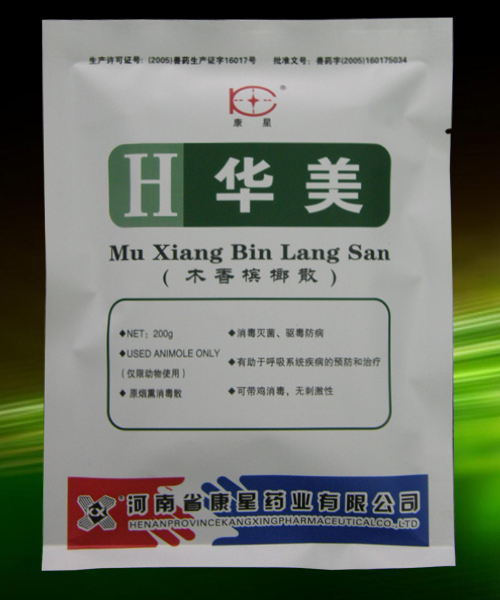 生产许可证号:(2005)兽药生产证字16017号 批准文号:兽药字(2005)160175034
康 星
H 华美
Mu Xiang Bin Lang San
(木香槟榔散)
◆NET:200g
◆USED ANIMOLE ONLY
(仅限动物使用)
◆原烟熏消毒散
◆消毒灭菌、驱毒防病
◆有助于呼吸系统疾病的预防和治疗
◆可带鸡消毒,无刺激性
河南省康星药业有限公司
HENANPROVINCEKANGXINGPHARMACEUTICALCO.,LTD